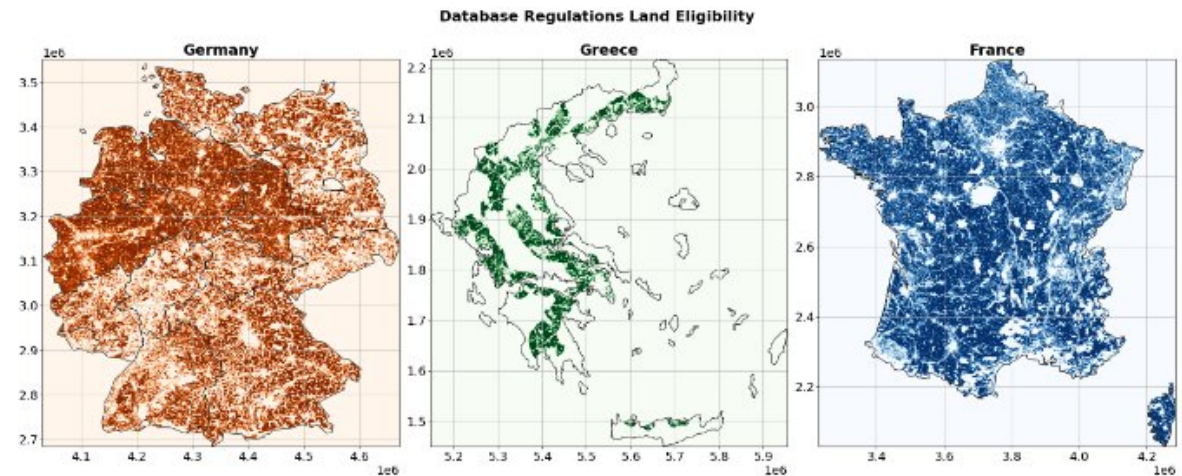 Database Regulations Land Eligibility
Germany
Greece
France
1e6
1e6
1e6
3.5
3.4
3.3
3.2
3.1
3.0
2.9
2.8
2.7
4.1 4.2 4.3 4.4 4.5 4.6
1e6
2.2
2.1
2.0
1.9
1.8
1.7
1.6
1.5
5.2 5.3 5.4 5.5 5.6 5.7 5.8 5.9
1e6
3.0
2.8
2.6
2.4
2.2
3.4 3.6 3.8 4.0 4.2
1e6